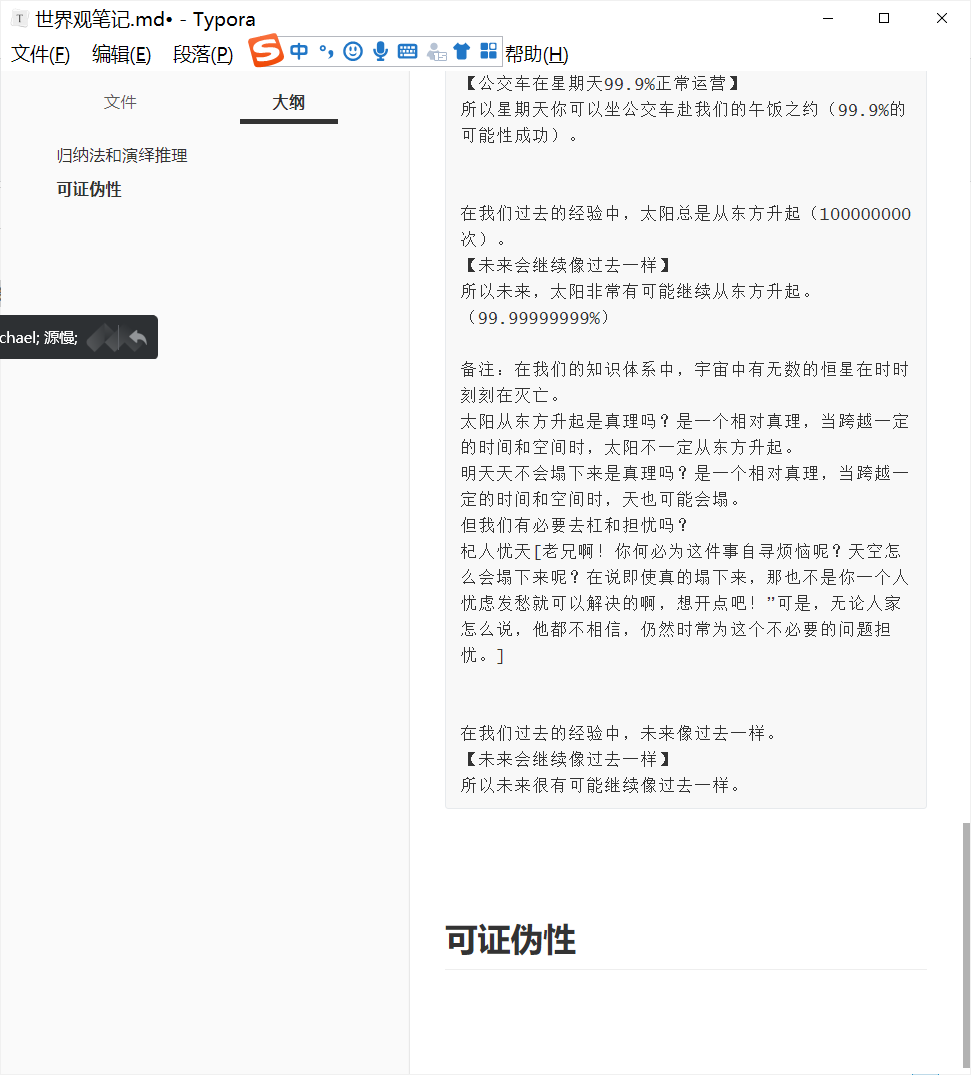 世界观笔记.md• - Typora
文件(F) 编辑(E) 段落(P) 中 帮助(H)
文件 大纲
归纳法和演绎推理
可证伪性
chael; 源慢;
【公交车在星期天99.9%正常运营】
所以星期天你可以坐公交车赴我们的午饭之约（99.9%的
可能性成功）。
在我们过去的经验中，太阳总是从东方升起（100000000
次）。
【未来会继续像过去一样】
所以未来，太阳非常有可能继续从东方升起。
（99.99999999%）
备注：在我们的知识体系中，宇宙中有无数的恒星在时时
刻刻在灭亡。
太阳从东方升起是真理吗？是一个相对真理，当跨越一定
的时间和空间时，太阳不一定从东方升起。
明天天不会塌下来是真理吗？是一个相对真理，当跨越一
定的时间和空间时，天也可能会塌。
但我们有必要去杠和担忧吗？
杞人忧天[老兄啊！你何必为这件事自寻烦恼呢？天空怎
么会塌下来呢？在说即使真的塌下来，那也不是你一个人
忧虑发愁就可以解决的啊，想开点吧！”可是，无论人家
怎么说，他都不相信，仍然时常为这个不必要的问题担
忧。]
在我们过去的经验中，未来像过去一样。
【未来会继续像过去一样】
所以未来很有可能继续像过去一样。
可证伪性